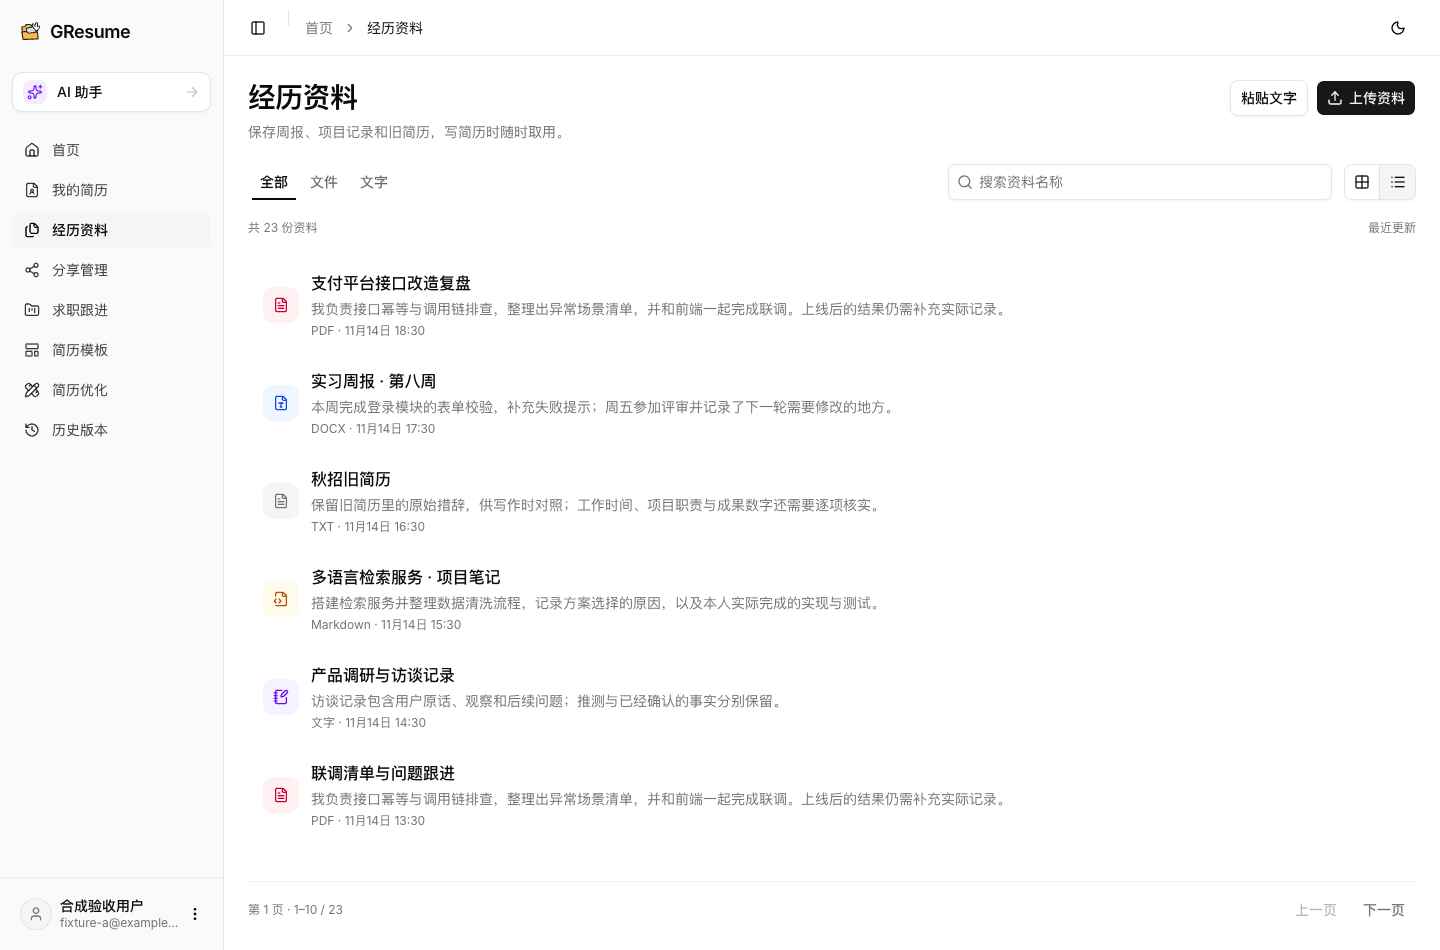 GResume
AI 助手
首页
我的简历
经历资料
分享管理
求职跟进
简历模板
简历优化
历史版本
合成验收用户
fixture-a@example...
首页 > 经历资料
经历资料
保存周报、项目记录和旧简历，写简历时随时取用。
粘贴文字
上传资料
全部 文件 文字
搜索资料名称
共 23 份资料
最近更新
支付平台接口改造复盘
我负责接口幂等与调用链排查，整理出异常场景清单，并和前端一起完成联调。上线后的结果仍需补充实际记录。
PDF · 11月14日 18:30
实习周报 · 第八周
本周完成登录模块的表单校验，补充失败提示；周五参加评审并记录了下一轮需要修改的地方。
DOCX · 11月14日 17:30
秋招旧简历
保留旧简历里的原始措辞，供写作时对照；工作时间、项目职责与成果数字还需要逐项核实。
TXT · 11月14日 16:30
多语言检索服务 · 项目笔记
搭建检索服务并整理数据清洗流程，记录方案选择的原因，以及本人实际完成的实现与测试。
Markdown · 11月14日 15:30
产品调研与访谈记录
访谈记录包含用户原话、观察和后续问题；推测与已经确认的事实分别保留。
文字 · 11月14日 14:30
联调清单与问题跟进
我负责接口幂等与调用链排查，整理出异常场景清单，并和前端一起完成联调。上线后的结果仍需补充实际记录。
PDF · 11月14日 13:30
第 1 页 · 1–10 / 23
上一页 下一页